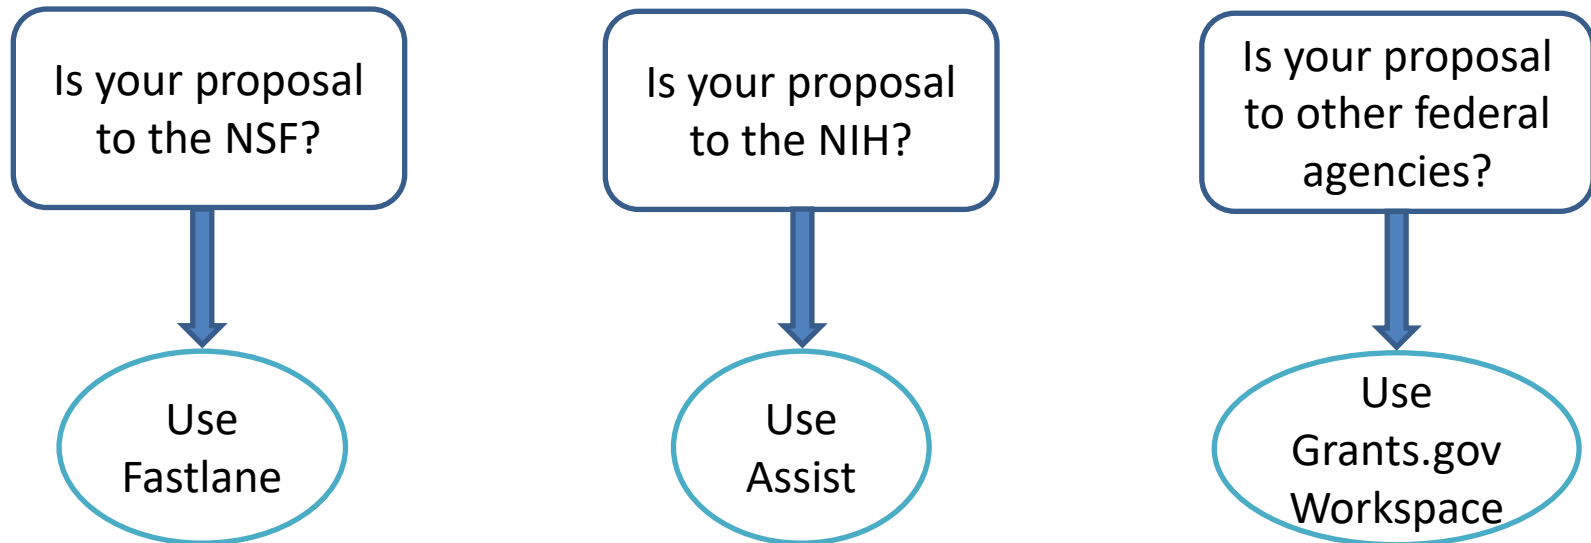 Is your proposal
to the NSF?
Use
Fastlane
Is your proposal
to the NIH?
Use
Assist
Is your proposal
to other federal
agencies?
Use
Grants.gov
Workspace